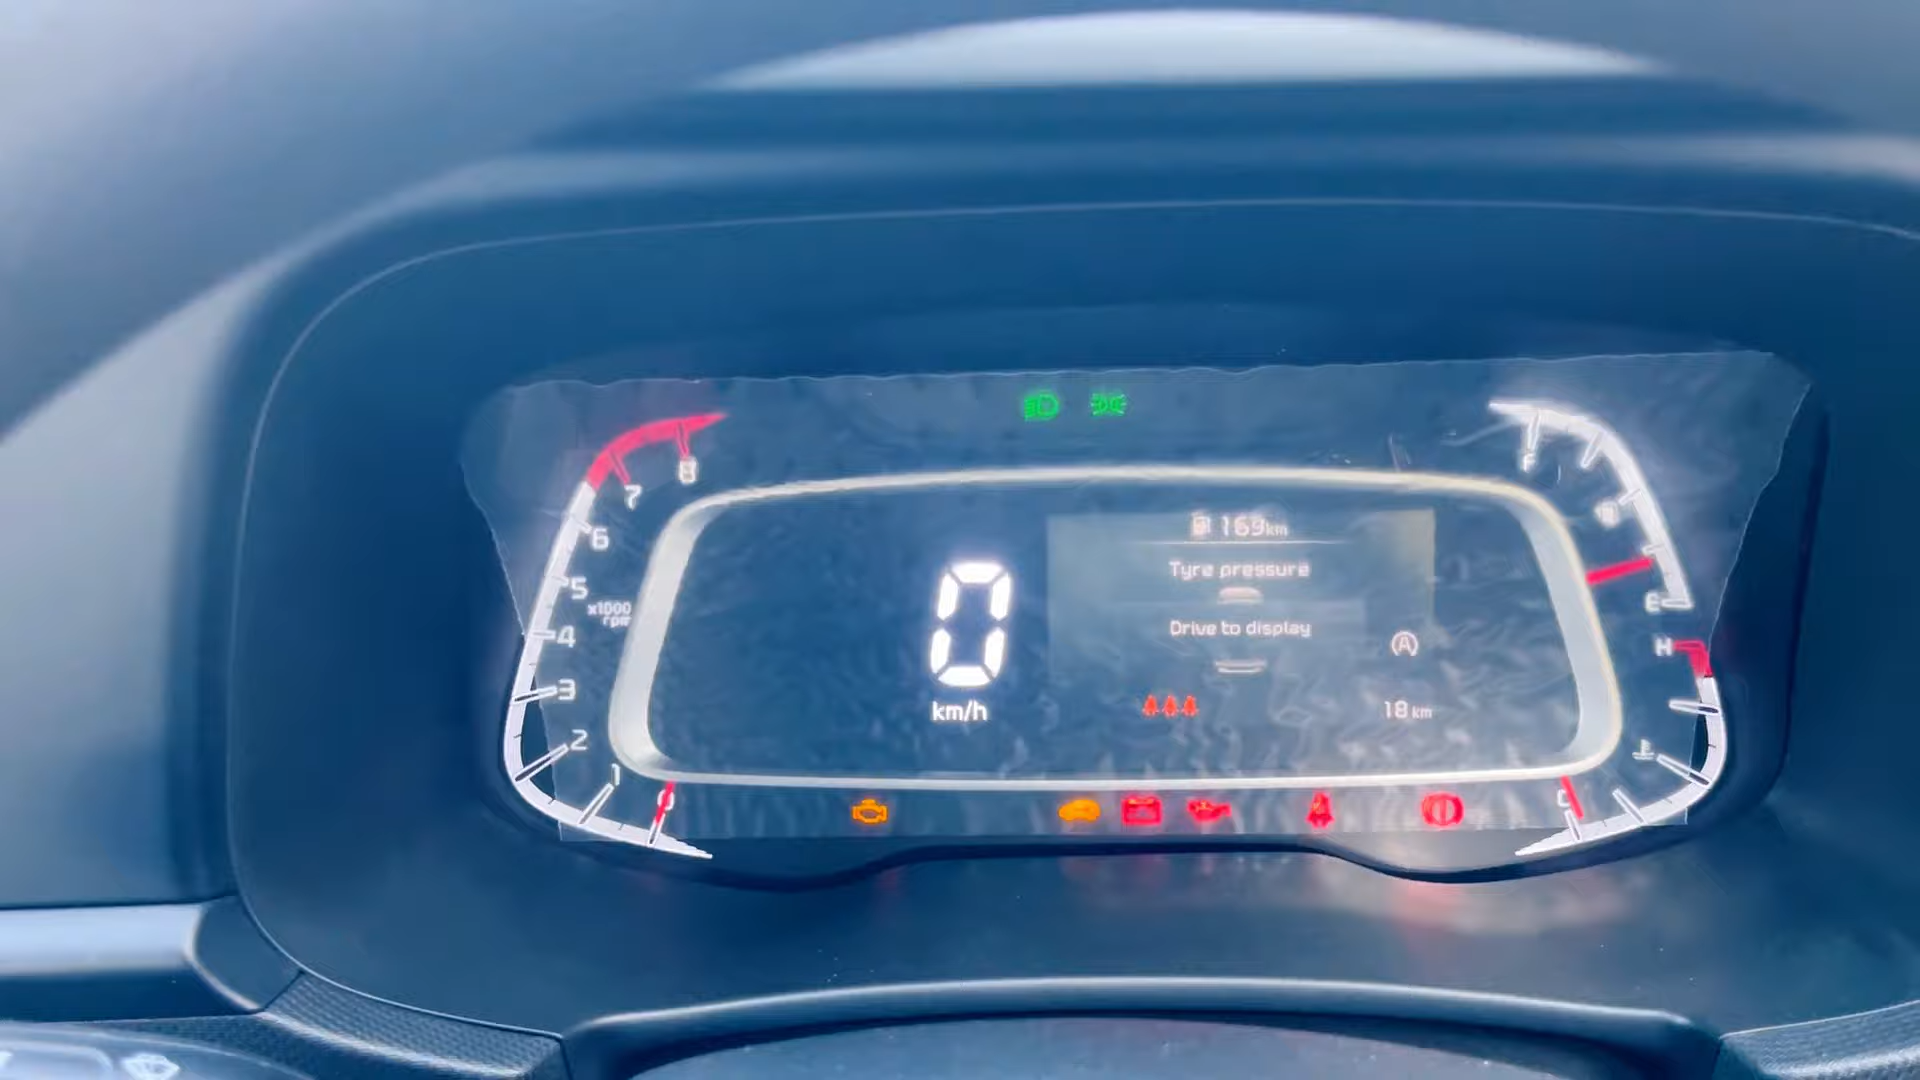 8
7
6
5
x1000
rpm
4
3
2
1
0
0
km/h
169km
Tyre pressure
Drive to display
A
18 km
F
E
H
C